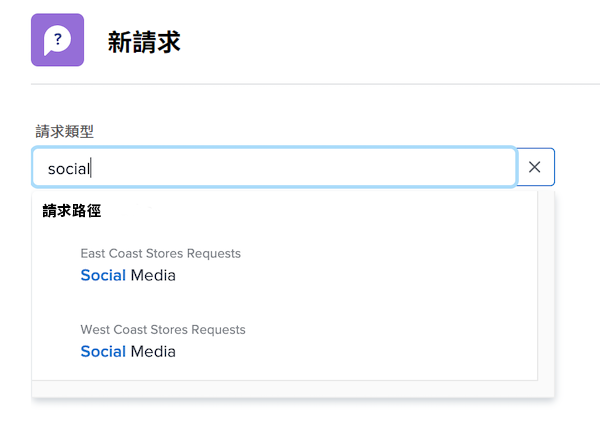 ?
新請求
請求類型
social
請求路徑
East Coast Stores Requests
Social Media
West Coast Stores Requests
Social Media